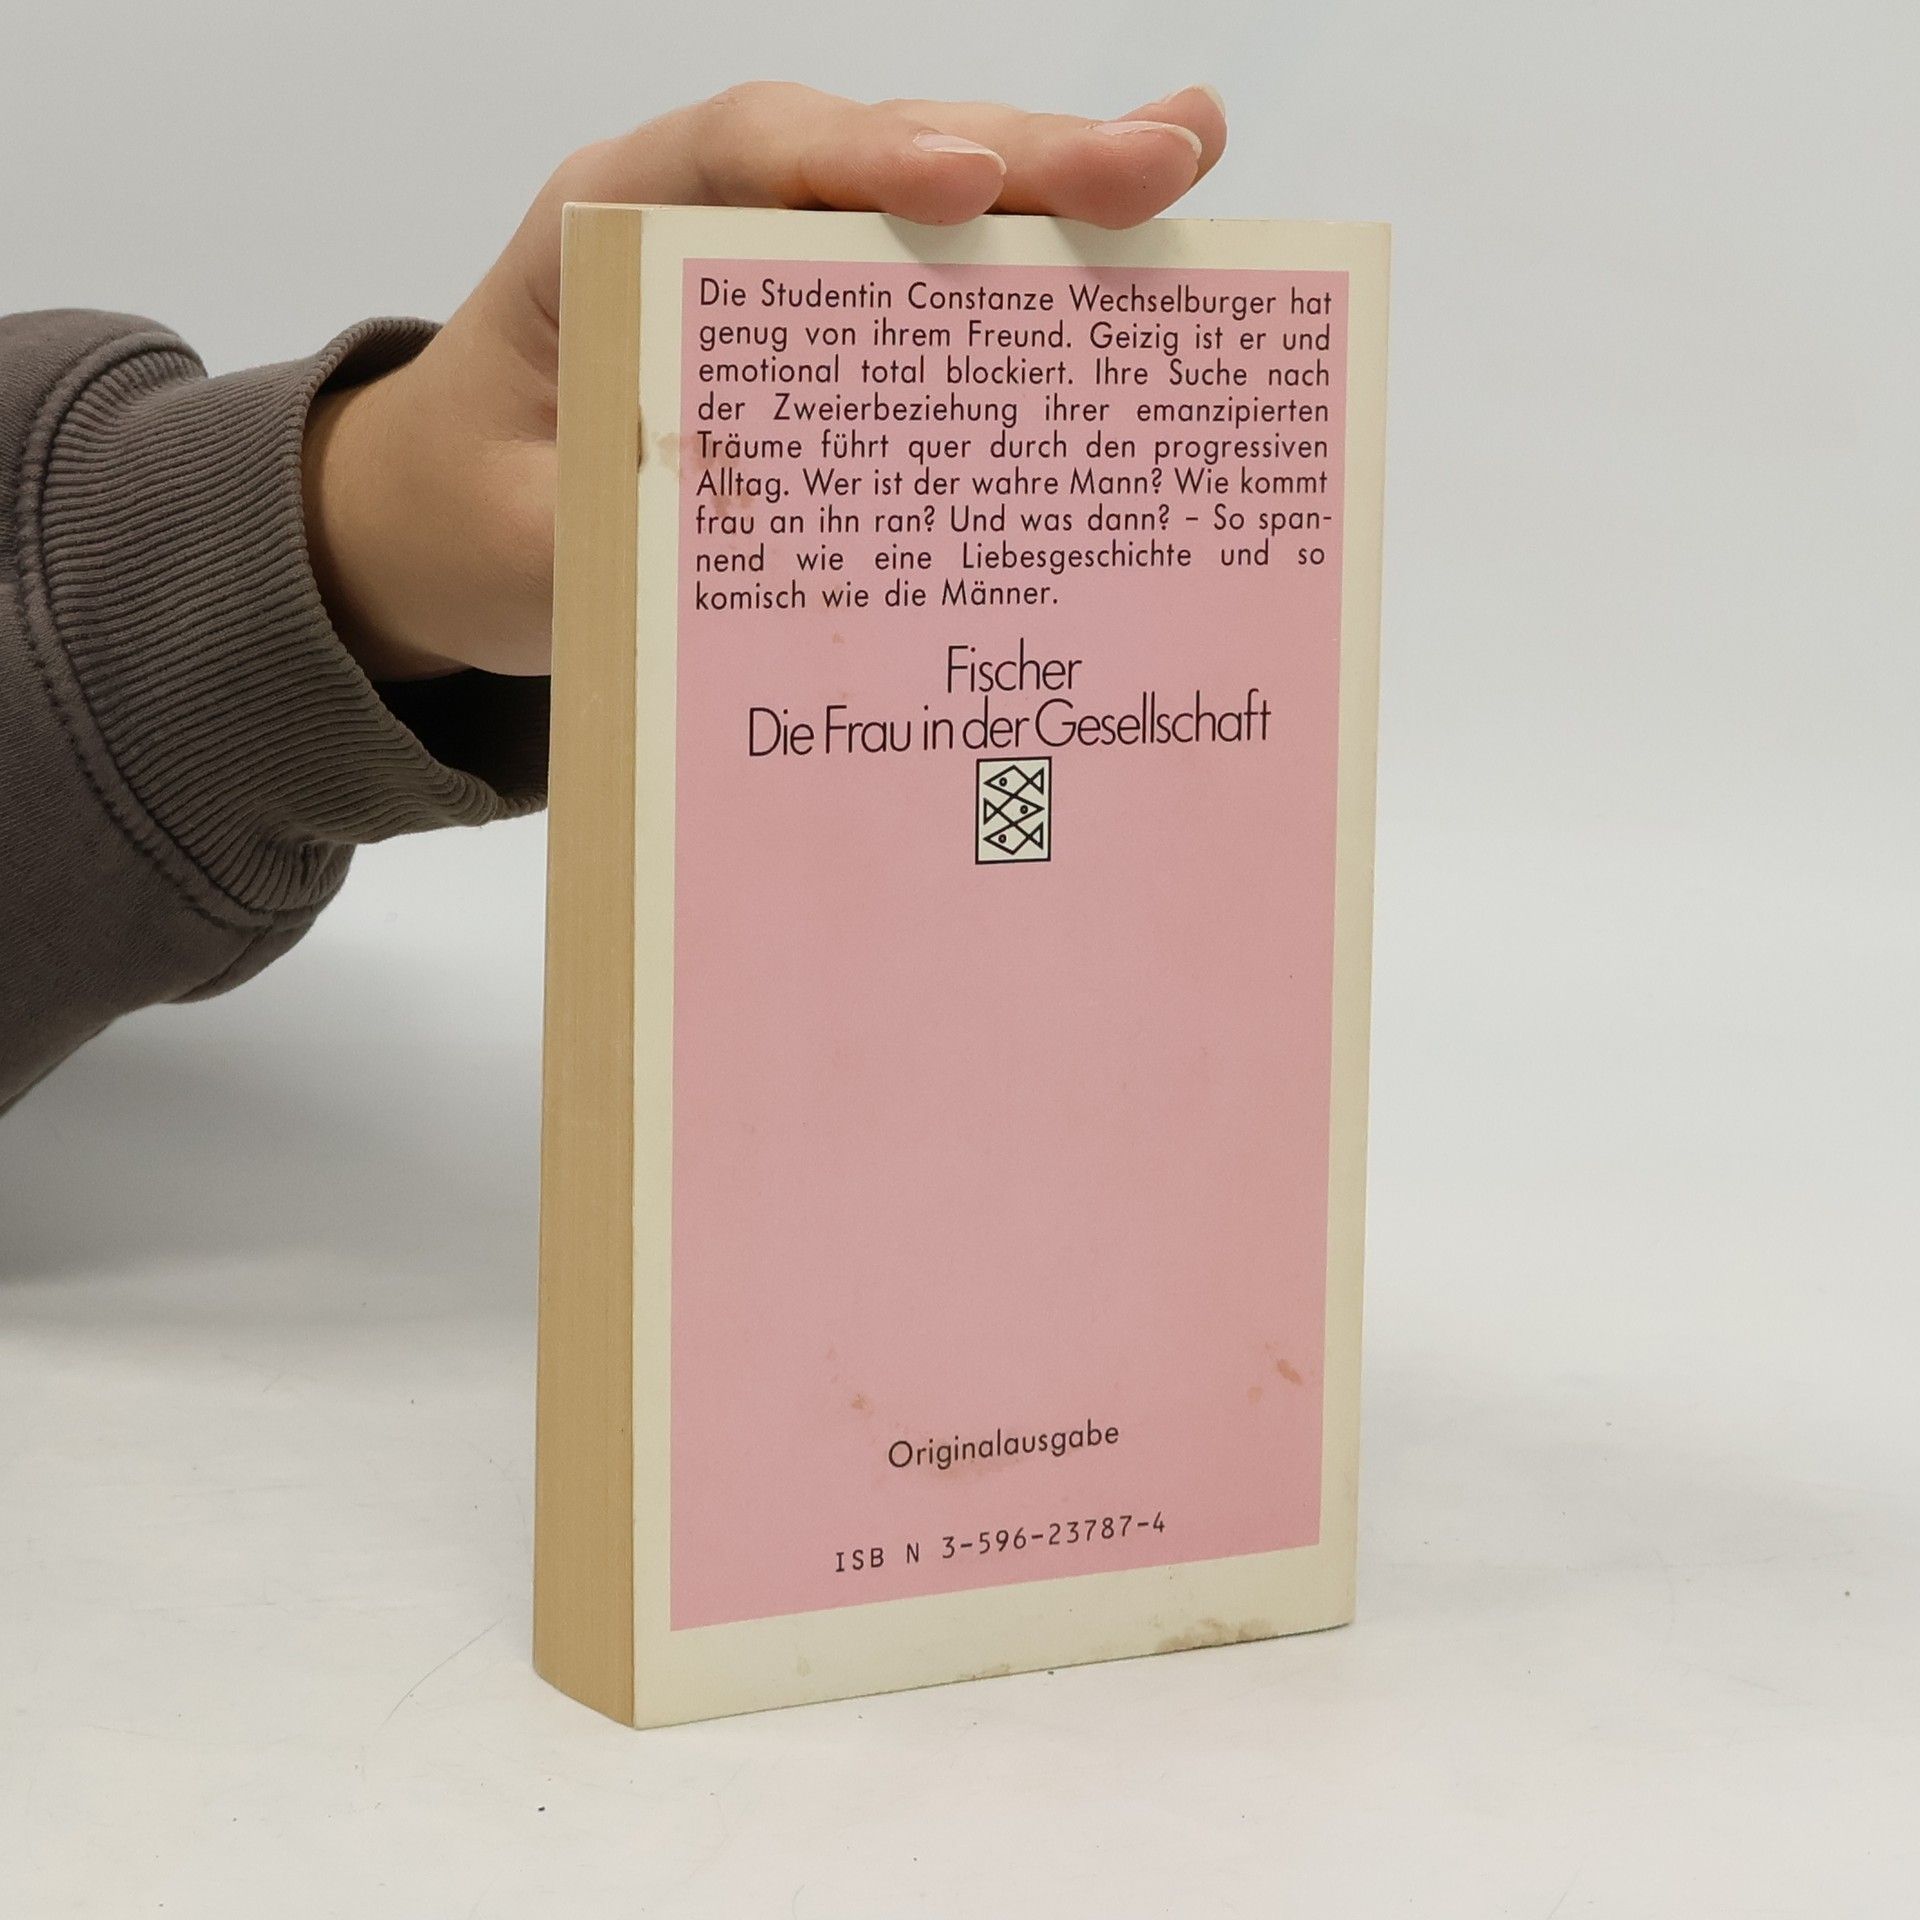 Die Studentin Constanze Wechselburger hat
genug von ihrem Freund. Geizig ist er und
emotional total blockiert. Ihre Suche nach
der Zweierbeziehung ihrer emanzipierten
Träume führt quer durch den progressiven
Alltag. Wer ist der wahre Mann? Wie kommt
frau an ihn ran? Und was dann? – So span-
nend wie eine Liebesgeschichte und so
komisch wie die Männer.
Fischer
Die Frau in der Gesellschaft
Originalausgabe
ISB N 3-596-23787-4